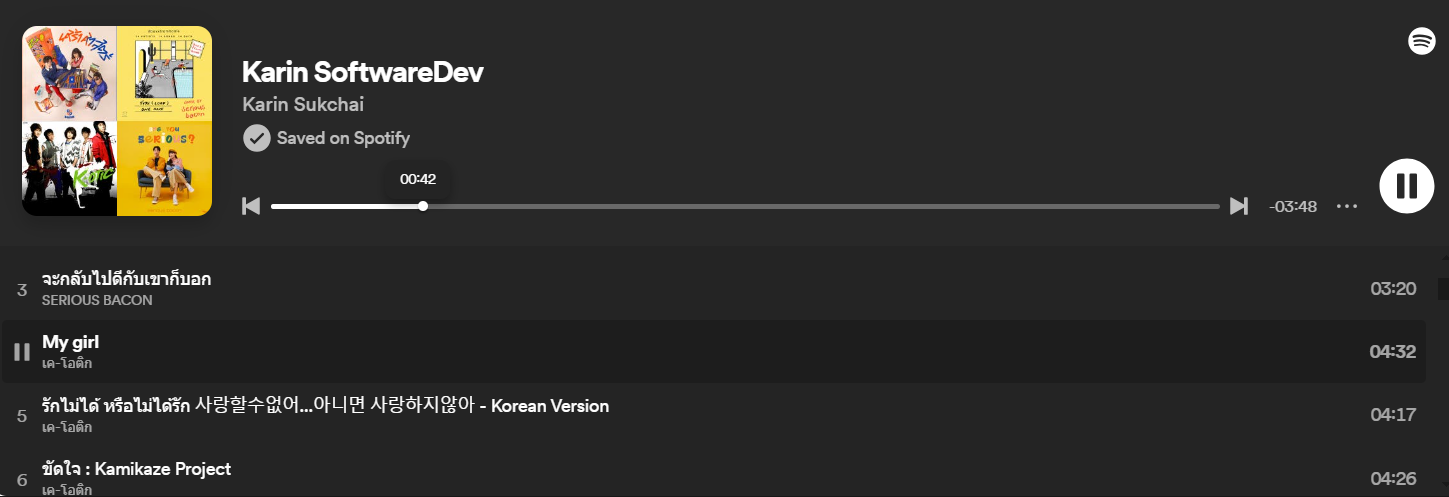 Karin SoftwareDev
Karin Sukchai
Saved on Spotify
00:42
-03:48
3
จะกลับไปดีกับเขาก็บอก
03:20
SERIOUS BACON
My girl
04:32
เค-โอติก
5
รักไม่ได้ หรือไม่ได้รัก 사랑할수없어...아니면 사랑하지않아 - Korean Version
04:17
เค-โอติก
6
ขัดใจ : Kamikaze Project
04:26
เค-โอติก